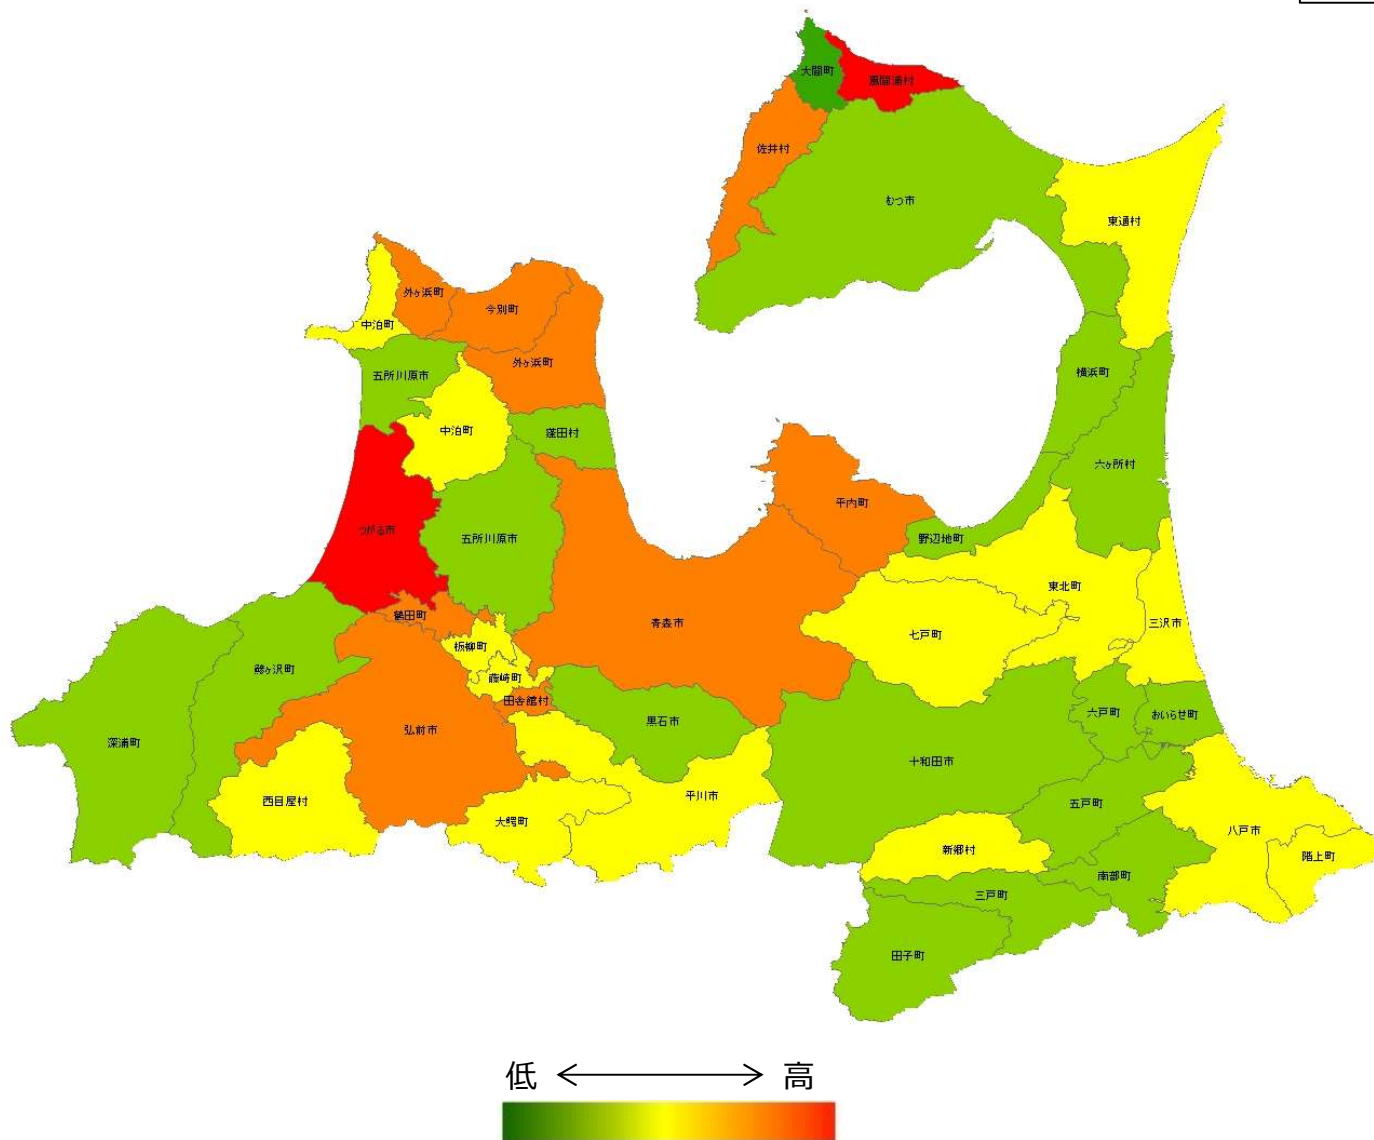 大間町
風間浦村
佐井村
むつ市
東通村
外ヶ浜町
今別町
中泊町
外ヶ浜町
五所川原市
横浜町
中泊町
蓬田村
六ヶ所村
平内町
つがる市
五所川原市
野辺地町
東北町
鶴田町
青森市
三沢市
七戸町
板柳町
鰺ヶ沢町
藤崎町
田舎館村
六戸町
おいらせ町
黒石市
弘前市
深浦町
十和田市
平川市
西目屋村
五戸町
大鰐町
八戸市
新郷村
階上町
南部町
三戸町
田子町
低 高